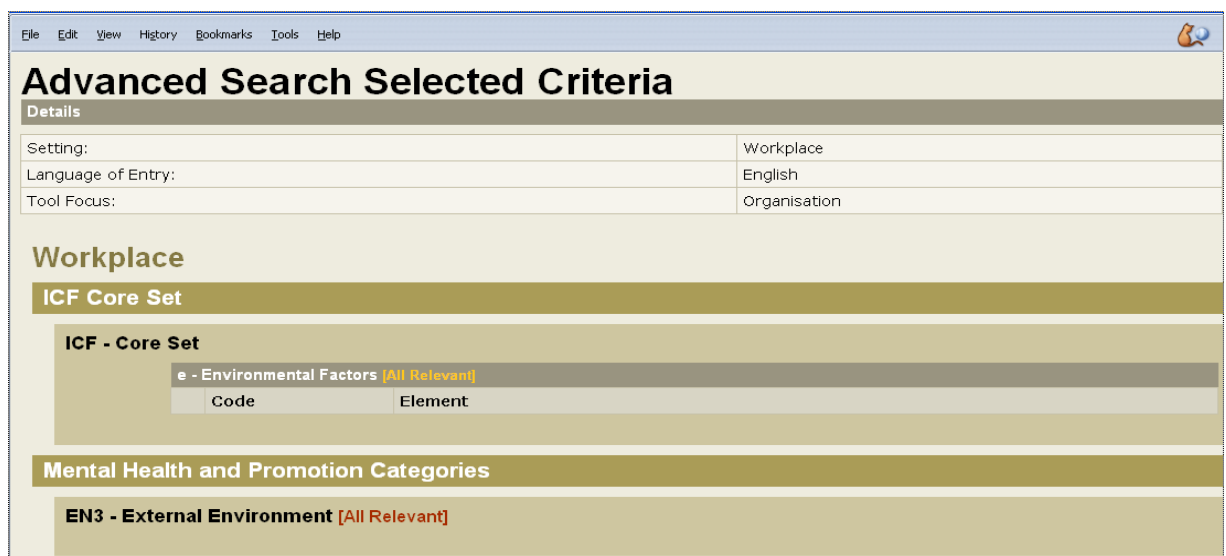 File Edit View History Bookmarks Tools Help
Advanced Search Selected Criteria
Details
Setting: Workplace
Language of Entry: English
Tool Focus: Organisation
Workplace
ICF Core Set
ICF - Core Set
e - Environmental Factors [All Relevant]
Code Element
Mental Health and Promotion Categories
EN3 - External Environment [All Relevant]